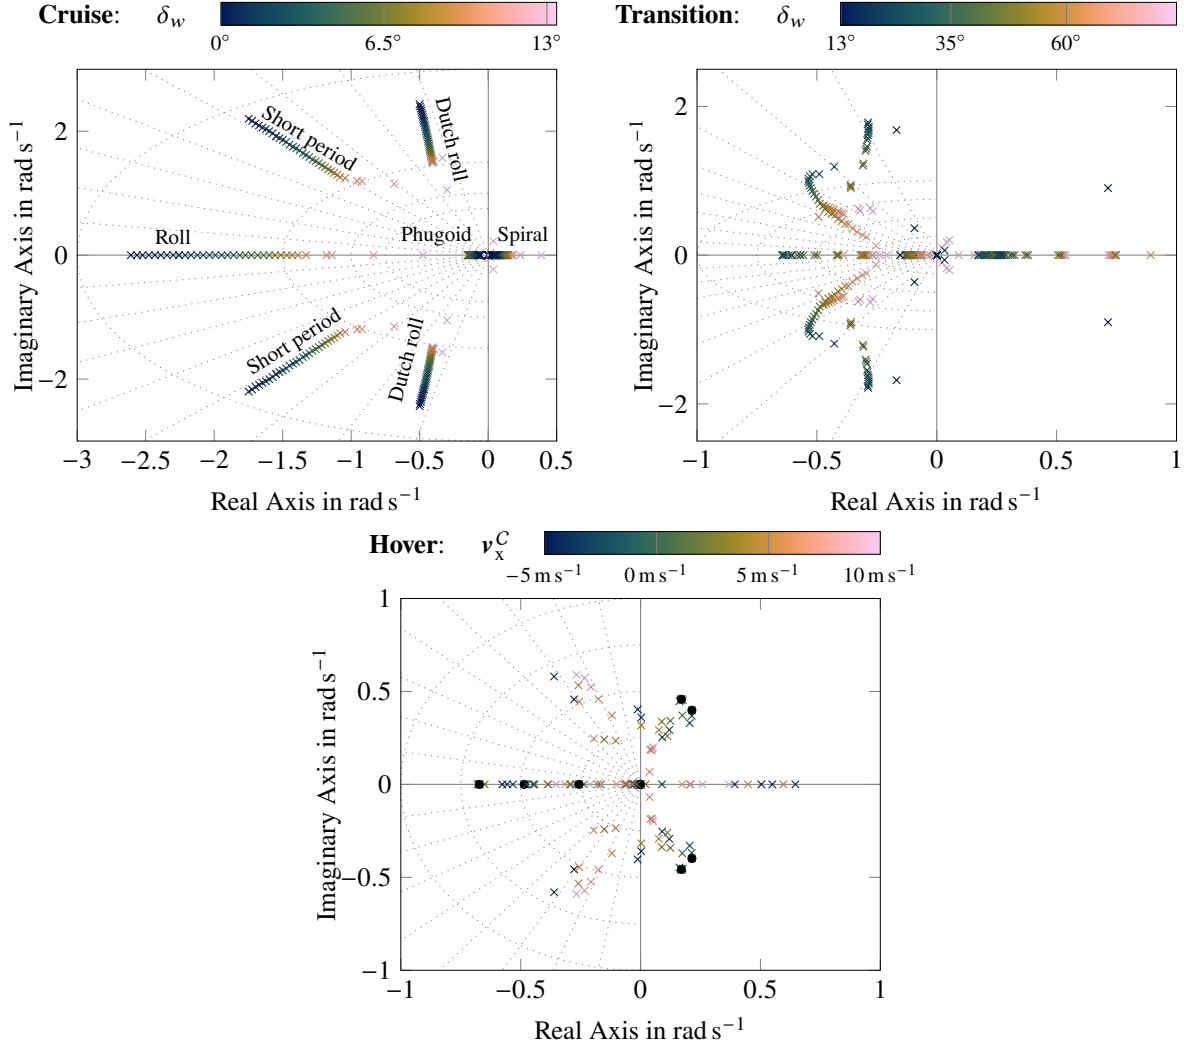 Cruise: δw
0° 6.5° 13°
Transition: δw
13° 35° 60°
2
0
−2
Imaginary Axis in rad s⁻¹
Short period
Dutch roll
Roll
Phugoid
Spiral
Short period
Dutch roll
−3 −2.5 −2 −1.5 −1 −0.5 0 0.5
Real Axis in rad s⁻¹
2
0
−2
Imaginary Axis in rad s⁻¹
−1 −0.5 0 0.5 1
Real Axis in rad s⁻¹
Hover: vxC
−5 m s⁻¹ 0 m s⁻¹ 5 m s⁻¹ 10 m s⁻¹
1
0.5
0
−0.5
−1
Imaginary Axis in rad s⁻¹
−1 −0.5 0 0.5 1
Real Axis in rad s⁻¹